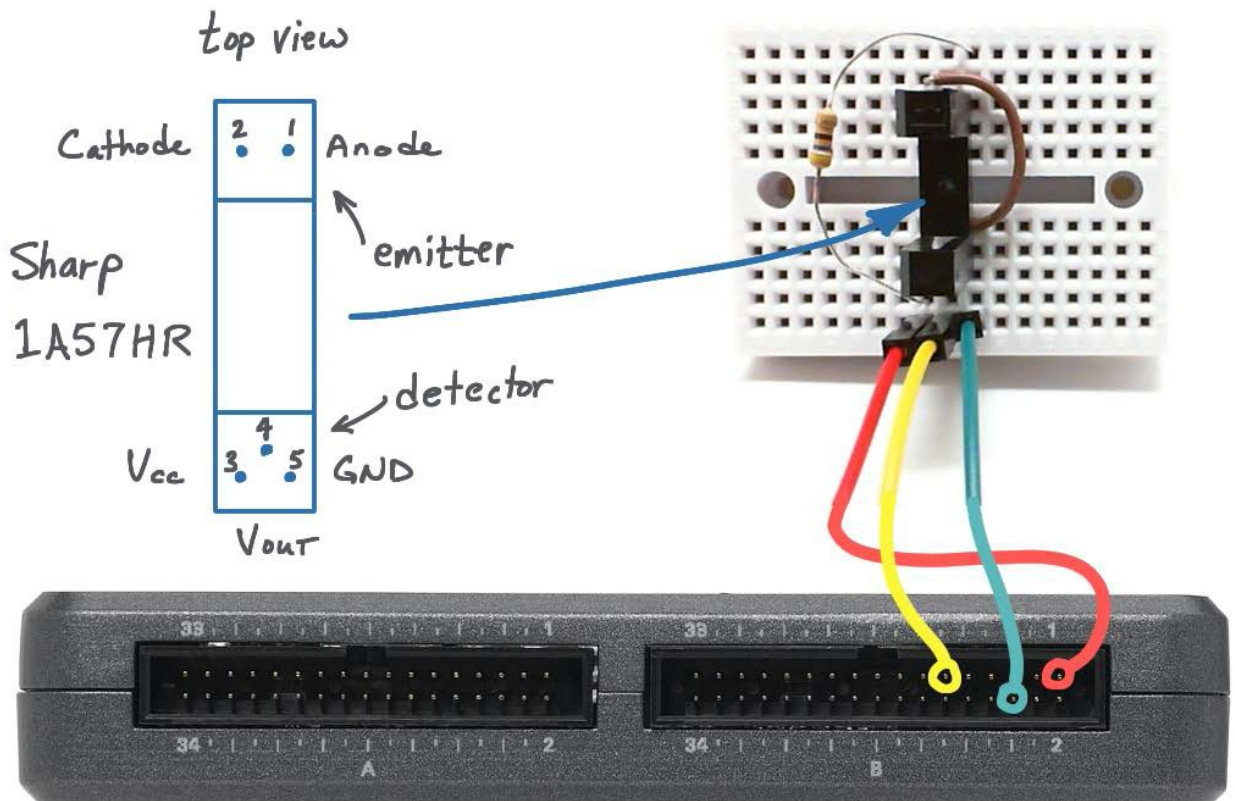 top view
2 1
Cathode Anode
emitter
Sharp
1A57HR
detector
4
Vcc 3 5 GND
VOUT
33 1 33 1
34 2 34 2
A B